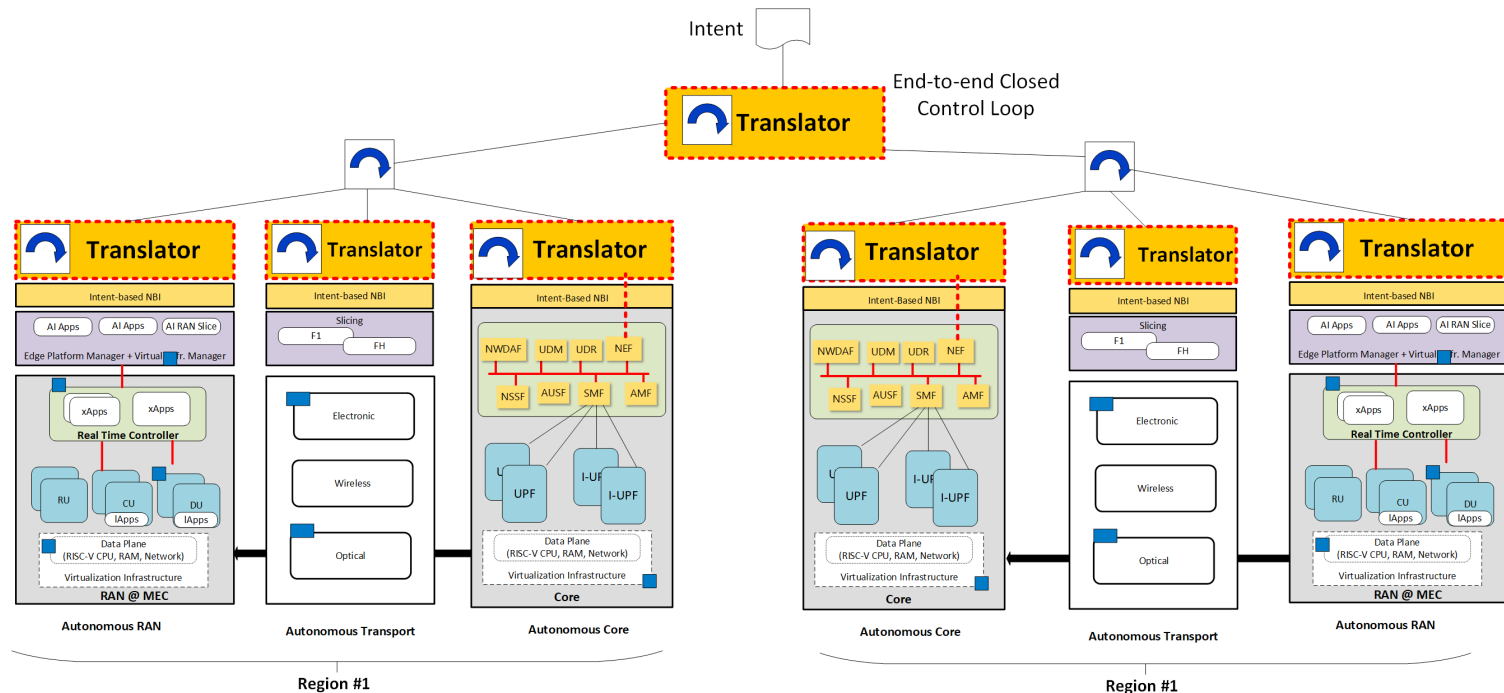 Intent
End-to-end Closed
Control Loop
Translator
Translator
Translator
Translator
Intent-based NBI
Intent-based NBI
Intent-Based NBI
AI Apps
AI Apps
AI RAN Slice
Edge Platform Manager + Virtual fr. Manager
Slicing
F1
FH
NWDAF
UDM
UDR
NEF
NSSF
AUSF
SMF
AMF
xApps
xApps
Real Time Controller
Electronic
Wireless
Optical
RU
CU
IApps
DU
IApps
UPF
I-UP
I-UPF
Data Plane
(RISC-V CPU, RAM, Network)
Virtualization Infrastructure
RAN @ MEC
Data Plane
(RISC-V CPU, RAM, Network)
Virtualization Infrastructure
Core
Autonomous RAN
Autonomous Transport
Autonomous Core
Region #1
Translator
Translator
Translator
Intent-Based NBI
Intent-based NBI
Intent-based NBI
NWDAF
UDM
UDR
NEF
NSSF
AUSF
SMF
AMF
Slicing
F1
FH
AI Apps
AI Apps
AI RAN Slice
Edge Platform Manager + Virtual fr. Manager
xApps
xApps
Real Time Controller
Electronic
Wireless
Optical
UPF
I-UP
I-UPF
RU
CU
IApps
DU
IApps
Data Plane
(RISC-V CPU, RAM, Network)
Virtualization Infrastructure
Core
Data Plane
(RISC-V CPU, RAM, Network)
Virtualization Infrastructure
RAN @ MEC
Autonomous Core
Autonomous Transport
Autonomous RAN
Region #1